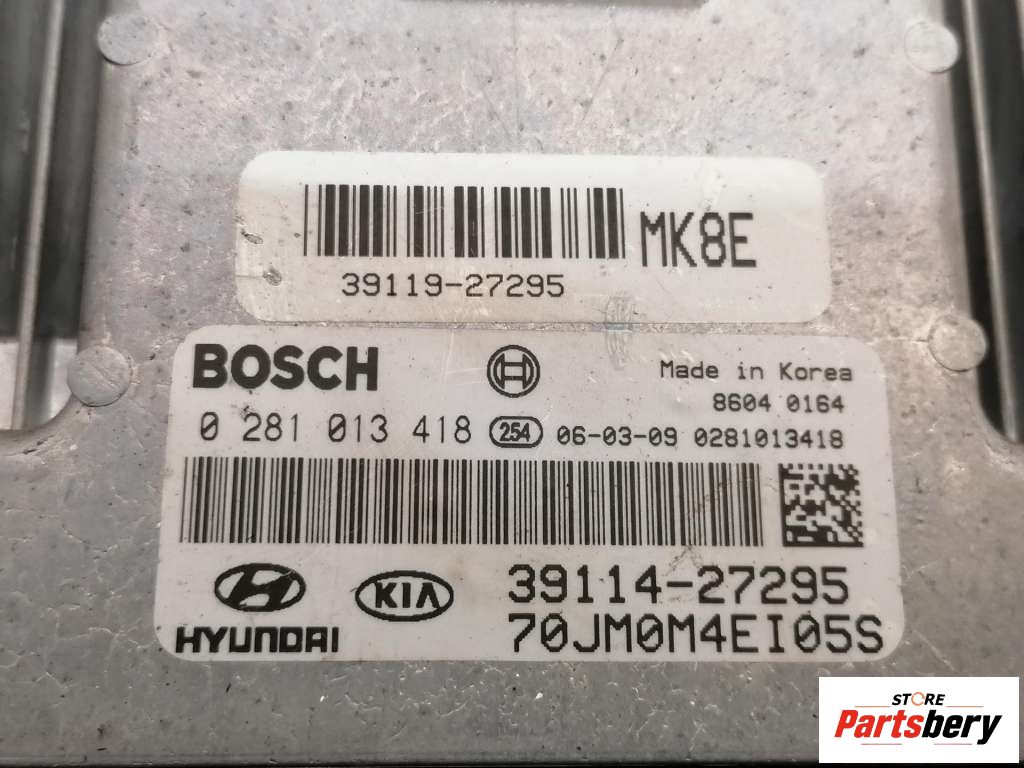 MK8E
39119-27295
BOSCH
Made in Korea
8604 0164
0 281 013 418 254 06-03-09 0281013418
39114-27295
HYUNDAI KIA 70JM0M4EI05S
STORE
Partsbery